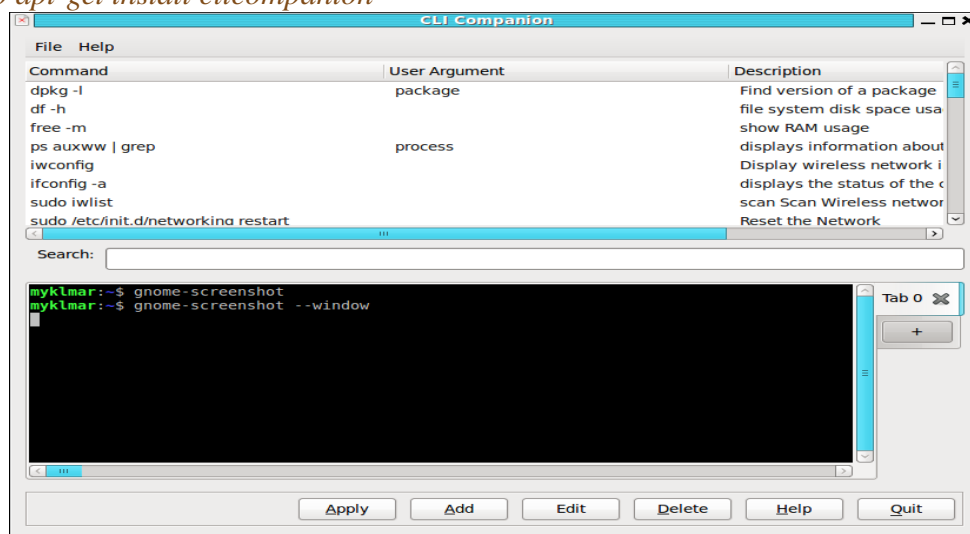 apt-get install clicompanion
CLI Companion
File Help
Command User Argument Description
dpkg -l package Find version of a package
df -h file system disk space usa
free -m show RAM usage
ps auxww | grep process displays information about
iwconfig Display wireless network i
ifconfig -a displays the status of the
sudo iwlist scan Scan Wireless networ
sudo /etc/init.d/networking restart Reset the Network
Search:
myklmar:~$ gnome-screenshot
myklmar:~$ gnome-screenshot --window
Tab 0
+
Apply Add Edit Delete Help Quit